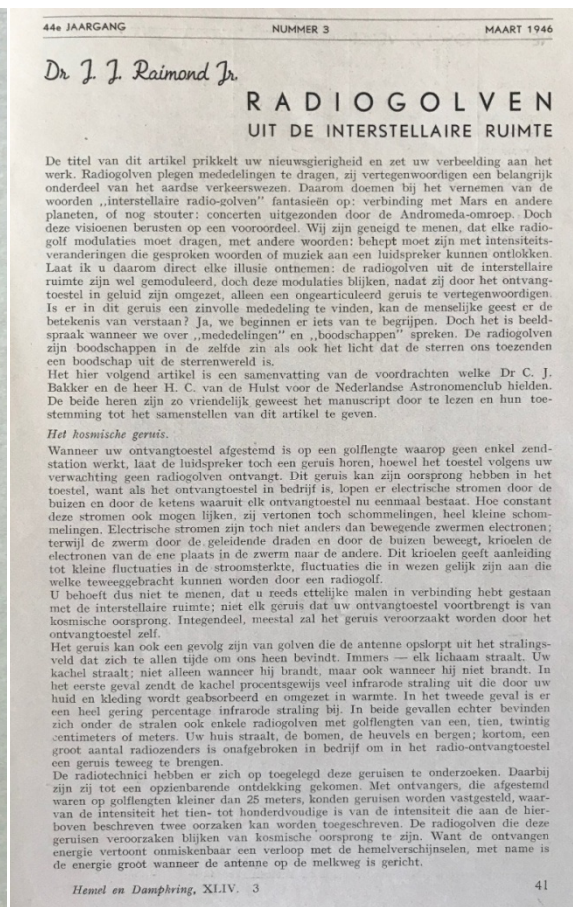 44e JAARGANG NUMMER 3 MAART 1946
Dr. J. J. Raimond Jr.
RADIOGOLVEN
UIT DE INTERSTELLAIRE RUIMTE
De titel van dit artikel prikkelt uw nieuwsgierigheid en zet uw verbeelding aan het
werk. Radiogolven plegen mededelingen te dragen, zij vertegenwoordigen een belangrijk
onderdeel van het aardse verkeerswezen. Daarom doemen bij het vernemen van de
woorden „interstellaire radio-golven” fantasieën op: verbinding met Mars en andere
planeten, of nog stouter: concerten uitgezonden door de Andromeda-omroep. Doch
deze visioenen berusten op een vooroordeel. Wij zijn geneigd te menen, dat elke radio-
golf modulaties moet dragen, met andere woorden: behept moet zijn met intensiteits-
veranderingen die gesproken woorden of muziek aan een luidspreker kunnen ontlokken.
Laat ik u daarom direct elke illusie ontnemen: de radiogolven uit de interstellaire
ruimte zijn wel gemoduleerd, doch deze modulaties blijken, nadat zij door het ontvang-
toestel in geluid zijn omgezet, alleen een ongearticuleerd geruis te vertegenwoordigen.
Is er in dit geruis een zinvolle mededeling te vinden, kan de menselijke geest er de
betekenis van verstaan? Ja, we beginnen er iets van te begrijpen. Doch het is beeld-
spraak wanneer we over „mededelingen” en „boodschappen” spreken. De radiogolven
zijn boodschappen in de zelfde zin als ook het licht dat de sterren ons toezenden
een boodschap uit de sterrenwereld is.
Het hier volgend artikel is een samenvatting van de voordrachten welke Dr C. J.
Bakker en de heer H. C. van de Hulst voor de Nederlandse Astronomenclub hielden.
De beide heren zijn zo vriendelijk geweest het manuscript door te lezen en hun toe-
stemming tot het samenstellen van dit artikel te geven.
Het kosmische geruis.
Wanneer uw ontvangtoestel afgestemd is op een golflengte waarop geen enkel zend-
station werkt, laat de luidspreker toch een geruis horen, hoewel het toestel volgens uw
verwachting geen radiogolven ontvangt. Dit geruis kan zijn oorsprong hebben in het
toestel, want als het ontvangtoestel in bedrijf is, lopen er electrische stromen door de
buizen en door de ketens waaruit elk ontvangtoestel nu eenmaal bestaat. Hoe constant
deze stromen ook mogen lijken, zij vertonen toch schommelingen, heel kleine schom-
melingen. Electrische stromen zijn toch niet anders dan bewegende zwermen electronen;
terwijl de zwerm door de geleidende draden en door de buizen beweegt, krioelen de
electronen van de ene plaats in de zwerm naar de andere. Dit krioelen geeft aanleiding
tot kleine fluctuaties in de stroomsterkte, fluctuaties die in wezen gelijk zijn aan die
welke teweeggebracht kunnen worden door een radiogolf.
U behoeft dus niet te menen, dat u reeds ettelijke malen in verbinding hebt gestaan
met de interstellaire ruimte; niet elk geruis dat uw ontvangtoestel voortbrengt is van
kosmische oorsprong. Integendeel, meestal zal het geruis veroorzaakt worden door het
ontvangtoestel zelf.
Het geruis kan ook een gevolg zijn van golven die de antenne opslorpt uit het stralings-
veld dat zich te allen tijde om ons heen bevindt. Immers — elk lichaam straalt. Uw
kachel straalt; niet alleen wanneer hij brandt, maar ook wanneer hij niet brandt. In
het eerste geval zendt de kachel procentsgewijs veel infrarode straling uit die door uw
huid en kleding wordt geabsorbeerd en omgezet in warmte. In het tweede geval is er
een heel gering percentage infrarode straling bij. In beide gevallen echter bevinden
zich onder de stralen ook enkele radiogolven met golflengten van een, tien, twintig
centimeters of meters. Uw huis straalt, de bomen, de heuvels en bergen; kortom, een
groot aantal radiozenders is onafgebroken in bedrijf om in het radio-ontvangtoestel
een geruis teweeg te brengen.
De radiotechnici hebben er zich op toegelegd deze geruisen te onderzoeken. Daarbij
zijn zij tot een opzienbarende ontdekking gekomen. Met ontvangers, die afgestemd
waren op golflengten kleiner dan 25 meters, konden geruisen worden vastgesteld, waar-
van de intensiteit het tien- tot honderdvoudige is van de intensiteit die aan de hier-
boven beschreven twee oorzaken kan worden toegeschreven. De radiogolven die deze
geruisen veroorzaken blijken van kosmische oorsprong te zijn. Want de ontvangen
energie vertoont onmiskenbaar een verloop met de hemelverschijnselen, met name is
de energie groot wanneer de antenne op de melkweg is gericht.
Hemel en Dampkring, XLIV. 3 41